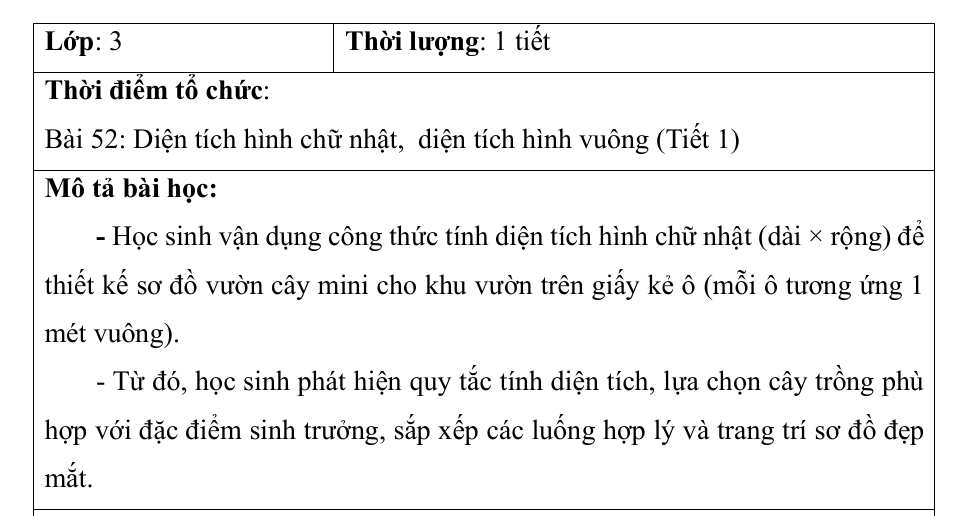 Lớp: 3
Thời lượng: 1 tiết
Thời điểm tổ chức:
Bài 52: Diện tích hình chữ nhật, diện tích hình vuông (Tiết 1)
Mô tả bài học:
- Học sinh vận dụng công thức tính diện tích hình chữ nhật (dài × rộng) để
thiết kế sơ đồ vườn cây mini cho khu vườn trên giấy kẻ ô (mỗi ô tương ứng 1
mét vuông).
- Từ đó, học sinh phát hiện quy tắc tính diện tích, lựa chọn cây trồng phù
hợp với đặc điểm sinh trưởng, sắp xếp các luống hợp lý và trang trí sơ đồ đẹp
mắt.